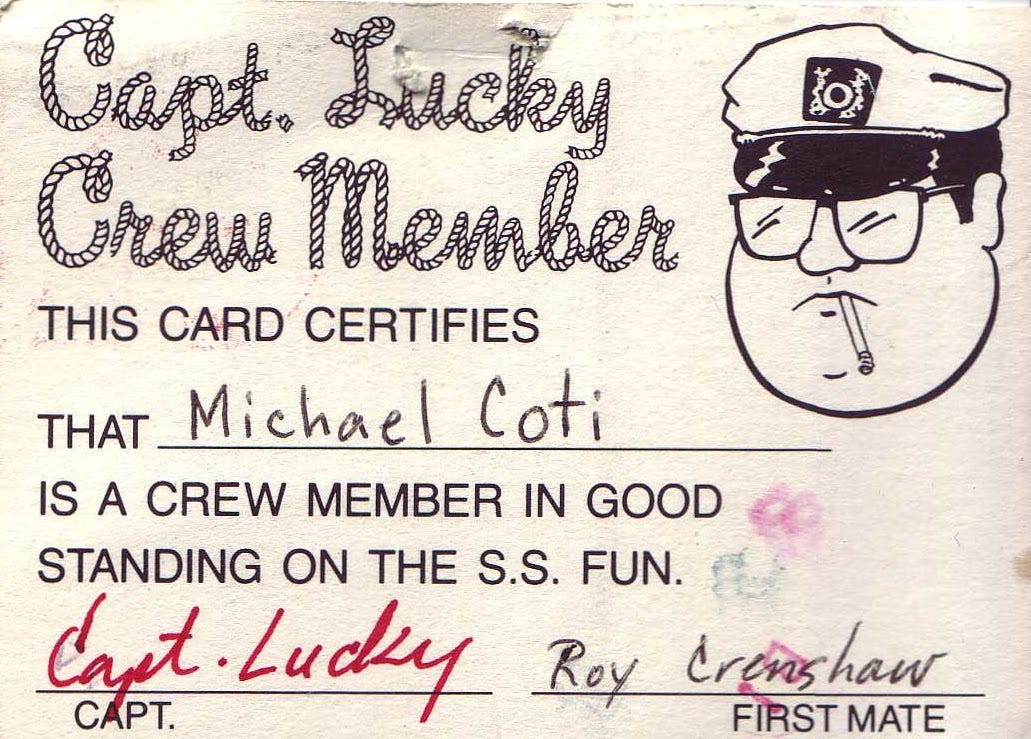 Capt. Lucky
Crew Member
THIS CARD CERTIFIES
THAT Michael Coti
IS A CREW MEMBER IN GOOD
STANDING ON THE S.S. FUN.
Capt. Lucky Roy Crenshaw
CAPT. FIRST MATE